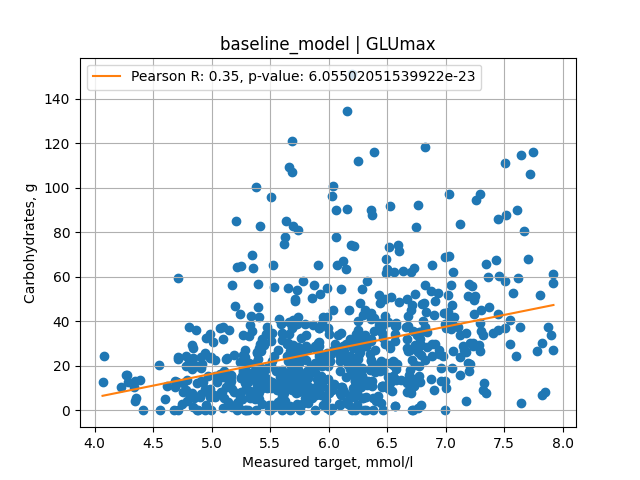 baseline_model | GLUmax
Pearson R: 0.35, p-value: 6.05502051539922e-23
Carbohydrates, g
140
120
100
80
60
40
20
0
4.0 4.5 5.0 5.5 6.0 6.5 7.0 7.5 8.0
Measured target, mmol/l